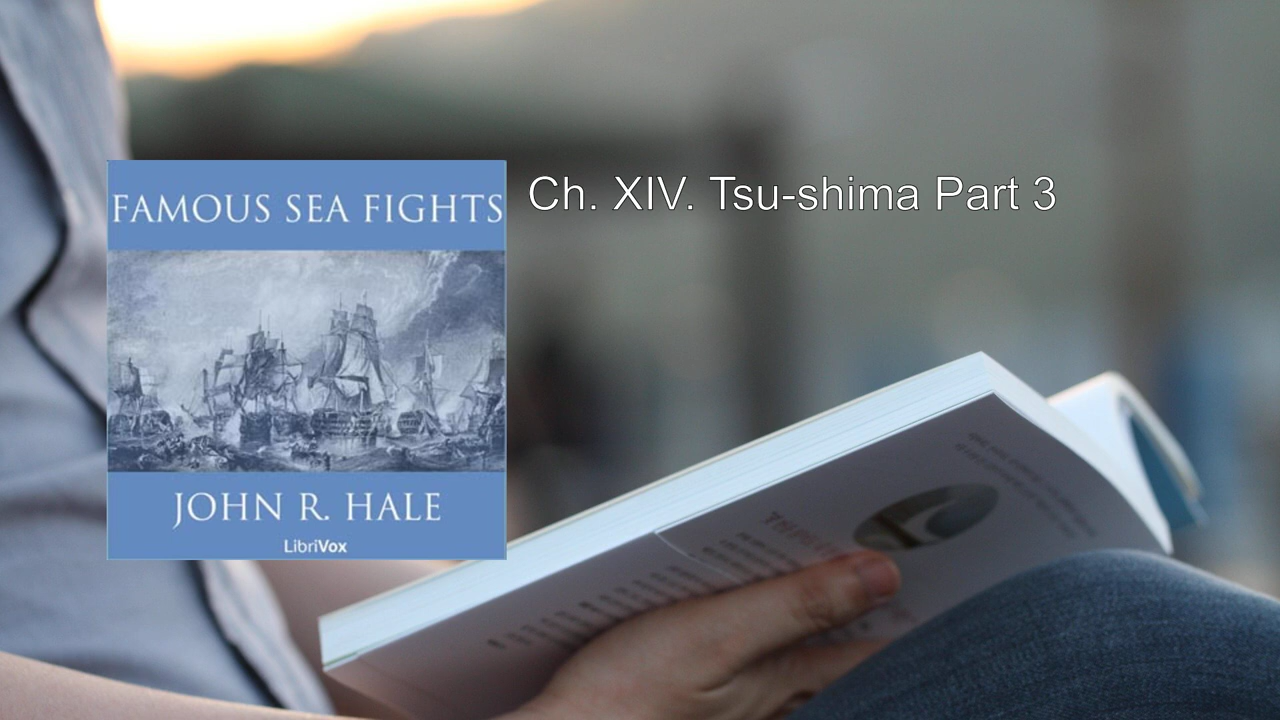 FAMOUS SEA FIGHTS
JOHN R. HALE
LibriVox
Ch. XIV. Tsu-shima Part 3